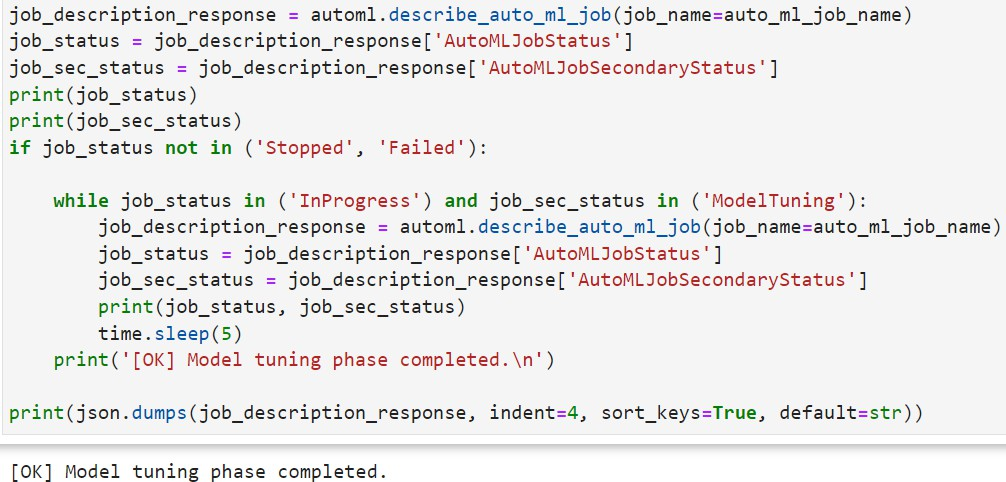 job_description_response = automl.describe_auto_ml_job(job_name=auto_ml_job_name)
job_status = job_description_response['AutoMLJobStatus']
job_sec_status = job_description_response['AutoMLJobSecondaryStatus']
print(job_status)
print(job_sec_status)
if job_status not in ('Stopped', 'Failed'):
    while job_status in ('InProgress') and job_sec_status in ('ModelTuning'):
        job_description_response = automl.describe_auto_ml_job(job_name=auto_ml_job_name)
        job_status = job_description_response['AutoMLJobStatus']
        job_sec_status = job_description_response['AutoMLJobSecondaryStatus']
        print(job_status, job_sec_status)
        time.sleep(5)
    print('[OK] Model tuning phase completed.\n')
print(json.dumps(job_description_response, indent=4, sort_keys=True, default=str))
[OK] Model tuning phase completed.